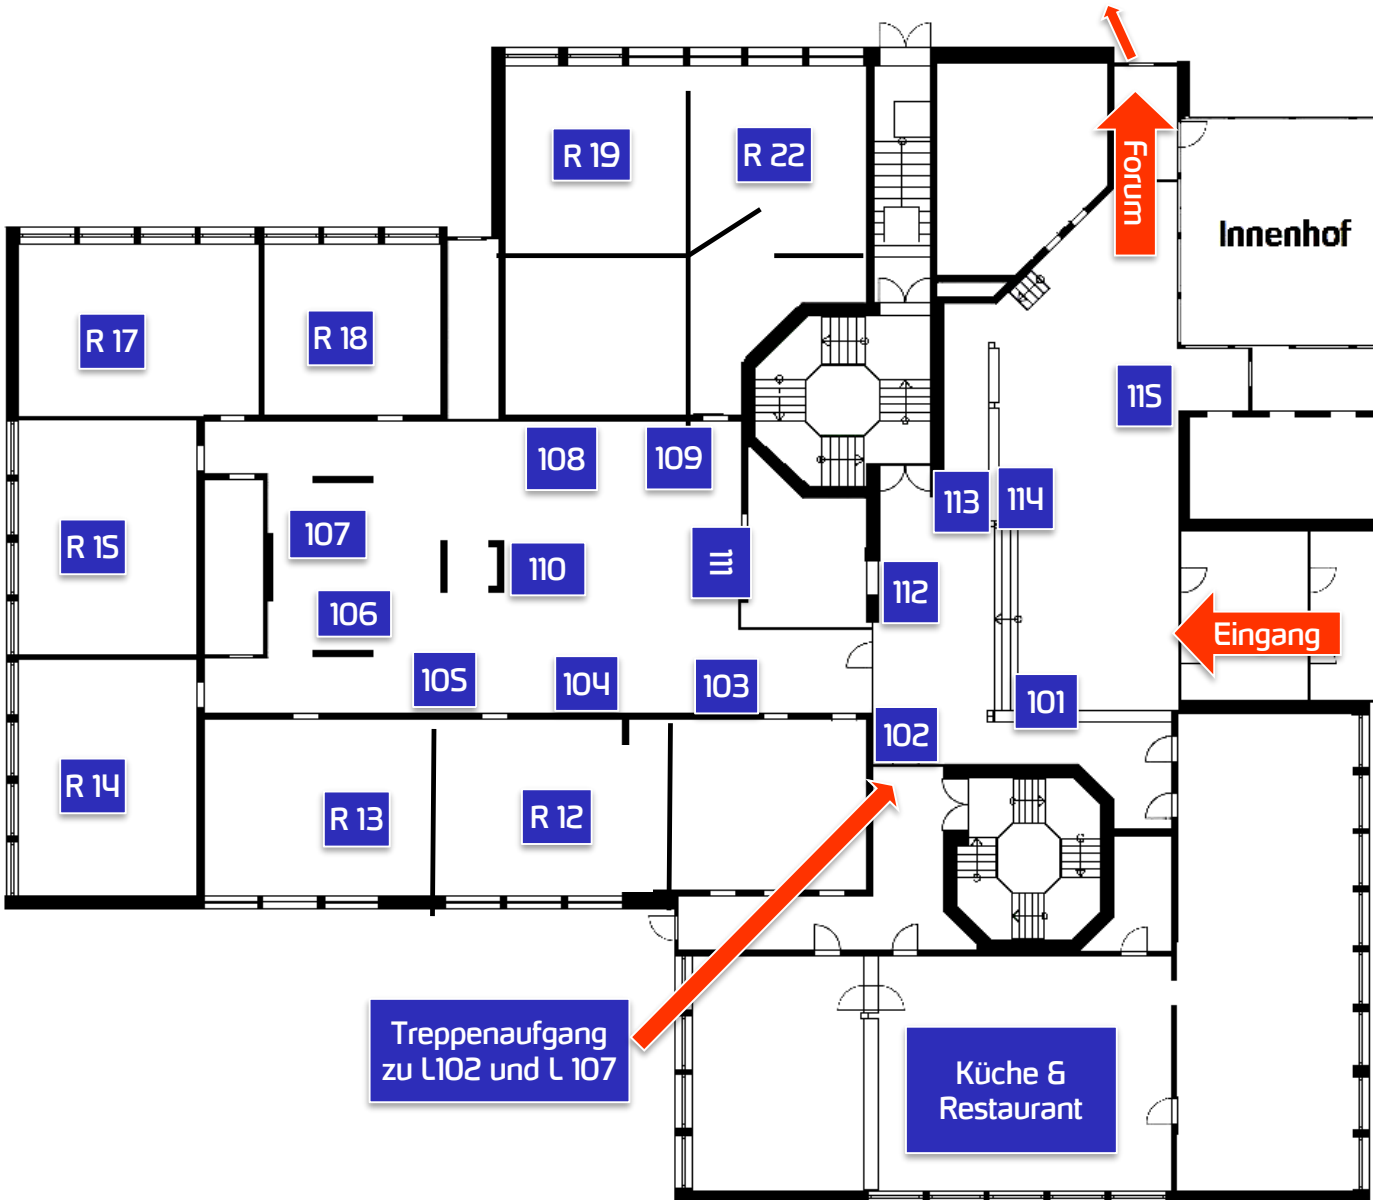 R 19
R 22
Forum
Innenhof
R 17
R 18
115
108
109
113
114
107
R 15
111
110
112
106
Eingang
105
104
103
101
102
R 14
R 13
R 12
Treppenaufgang
zu L102 und L 107
Küche &
Restaurant